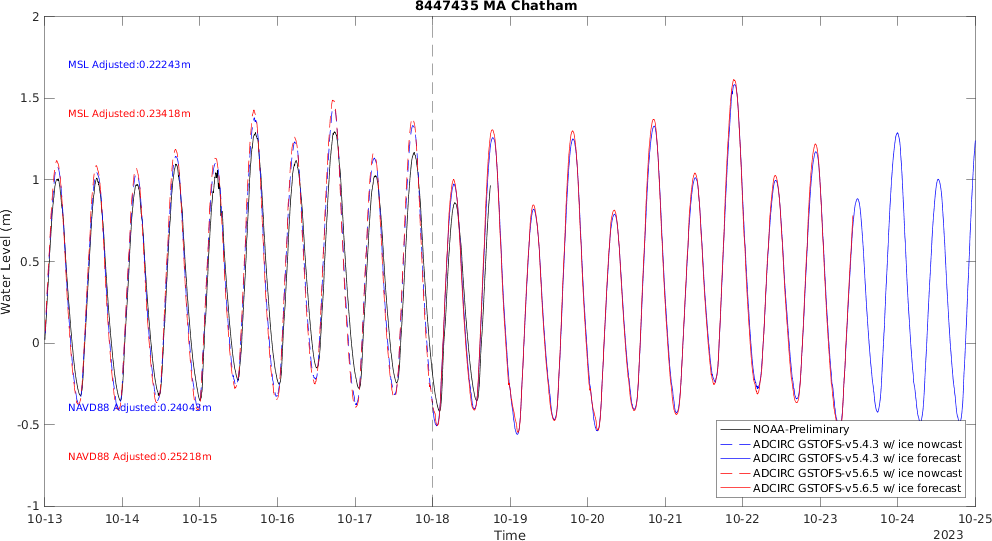 8447435 MA Chatham
2
MSL Adjusted:0.22243m
1.5
MSL Adjusted:0.23418m
1
0.5
Water Level (m)
0
NAVD88 Adjusted:0.24043m
-0.5
NOAA-Preliminary
ADCIRC GSTOFS-v5.4.3 w/ ice nowcast
NAVD88 Adjusted:0.25218m
ADCIRC GSTOFS-v5.4.3 w/ ice forecast
ADCIRC GSTOFS-v5.6.5 w/ ice nowcast
ADCIRC GSTOFS-v5.6.5 w/ ice forecast
-1
10-13 10-14 10-15 10-16 10-17 10-18 10-19 10-20 10-21 10-22 10-23 10-24 10-25
Time
2023